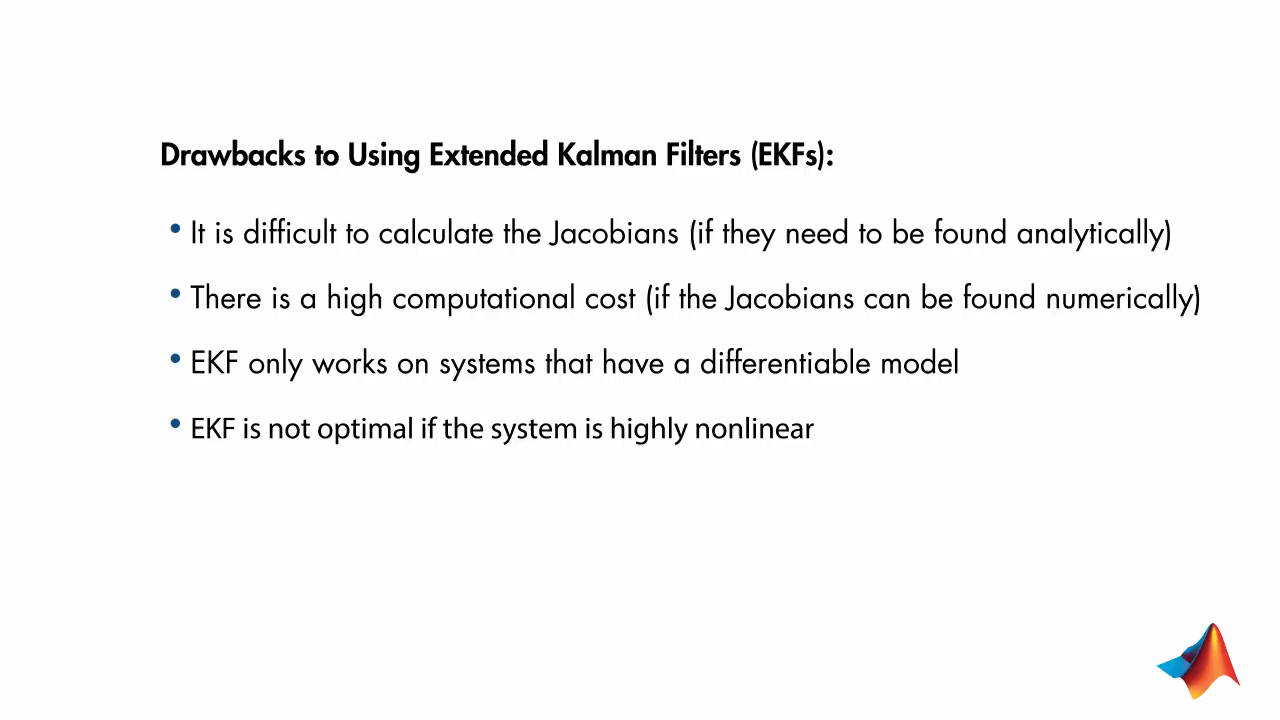 Drawbacks to Using Extended Kalman Filters (EKFs):
• It is difficult to calculate the Jacobians (if they need to be found analytically)
• There is a high computational cost (if the Jacobians can be found numerically)
• EKF only works on systems that have a differentiable model
• EKF is not optimal if the system is highly nonlinear